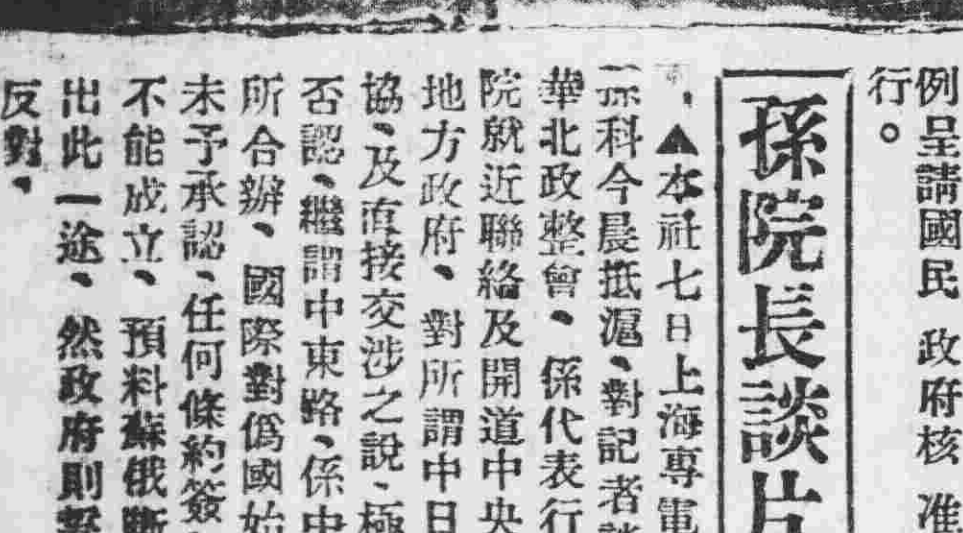 例呈請國民政府核准
行。
孫院長談片
▲本社七日上海專電
孫科今晨抵滬、對記者談
華北政整會、係代表行
院就近聯絡及開道中央
地方政府、對所謂中日
協、及直接交涉之說、極
否認、繼謂中東路、係中
所合辦、國際對僞國始
未予承認、任何條約簽
不能成立、預料蘇俄斷
出此一途、然政府則誓
反對、